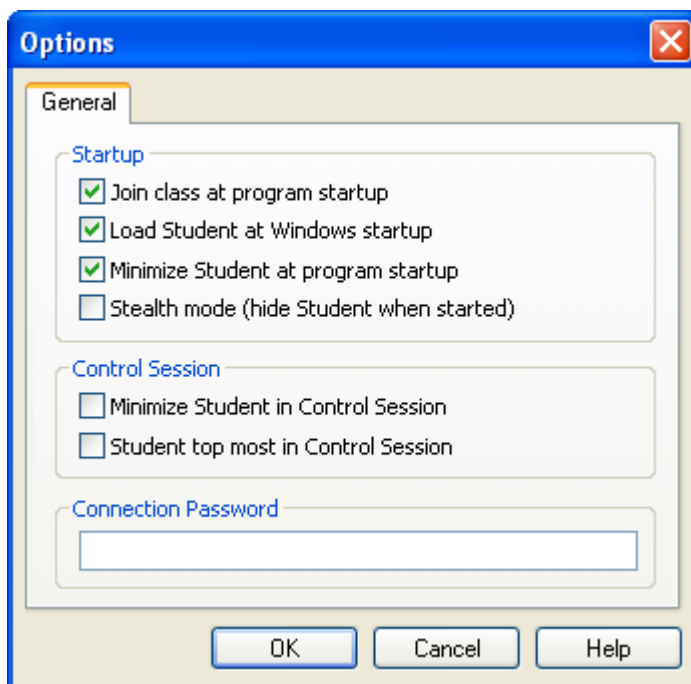 Options
General
Startup
Join class at program startup
Load Student at Windows startup
Minimize Student at program startup
Stealth mode (hide Student when started)
Control Session
Minimize Student in Control Session
Student top most in Control Session
Connection Password
OK Cancel Help